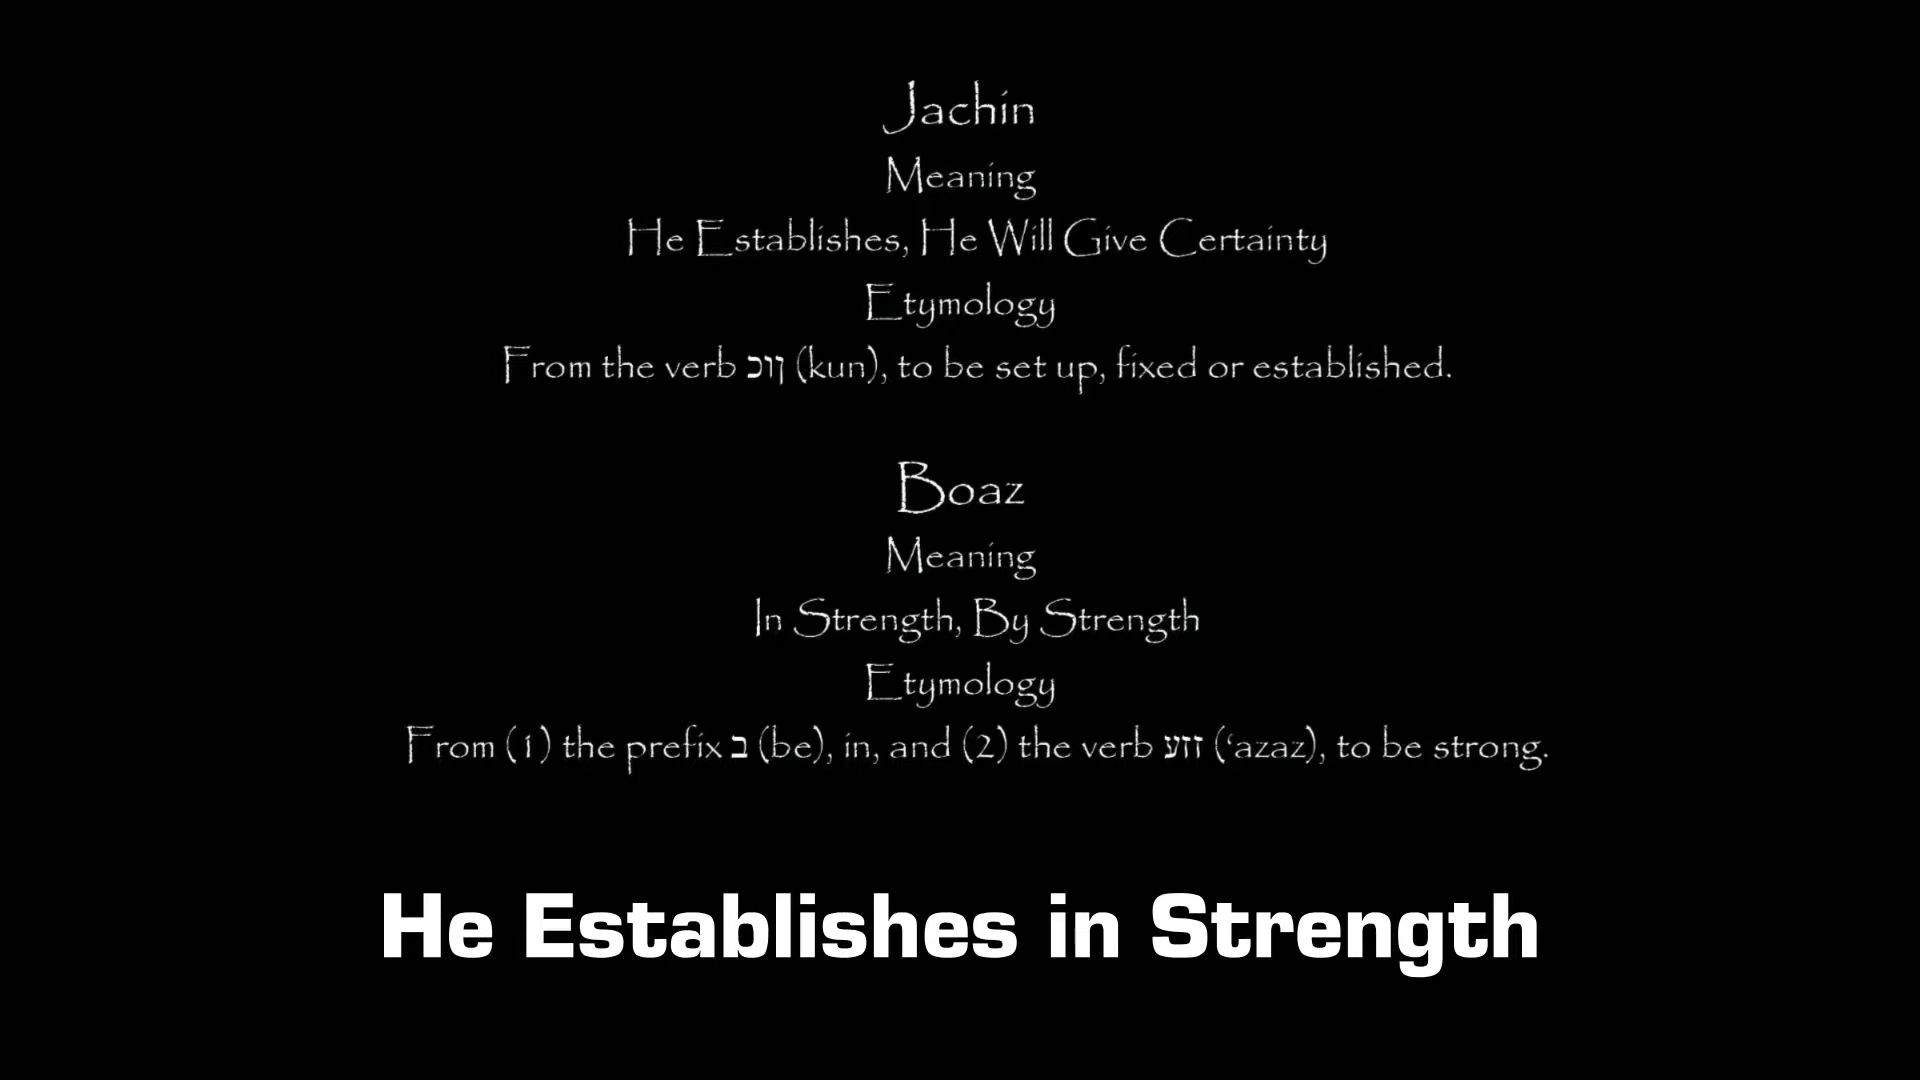 Jachin
Meaning
He Establishes, He Will Give Certainty
Etymology
From the verb ןוכ (kun), to be set up, fixed or established.
Boaz
Meaning
In Strength, By Strength
Etymology
From (1) the prefix ב (be), in, and (2) the verb זזע (‘azaz), to be strong.
He Establishes in Strength